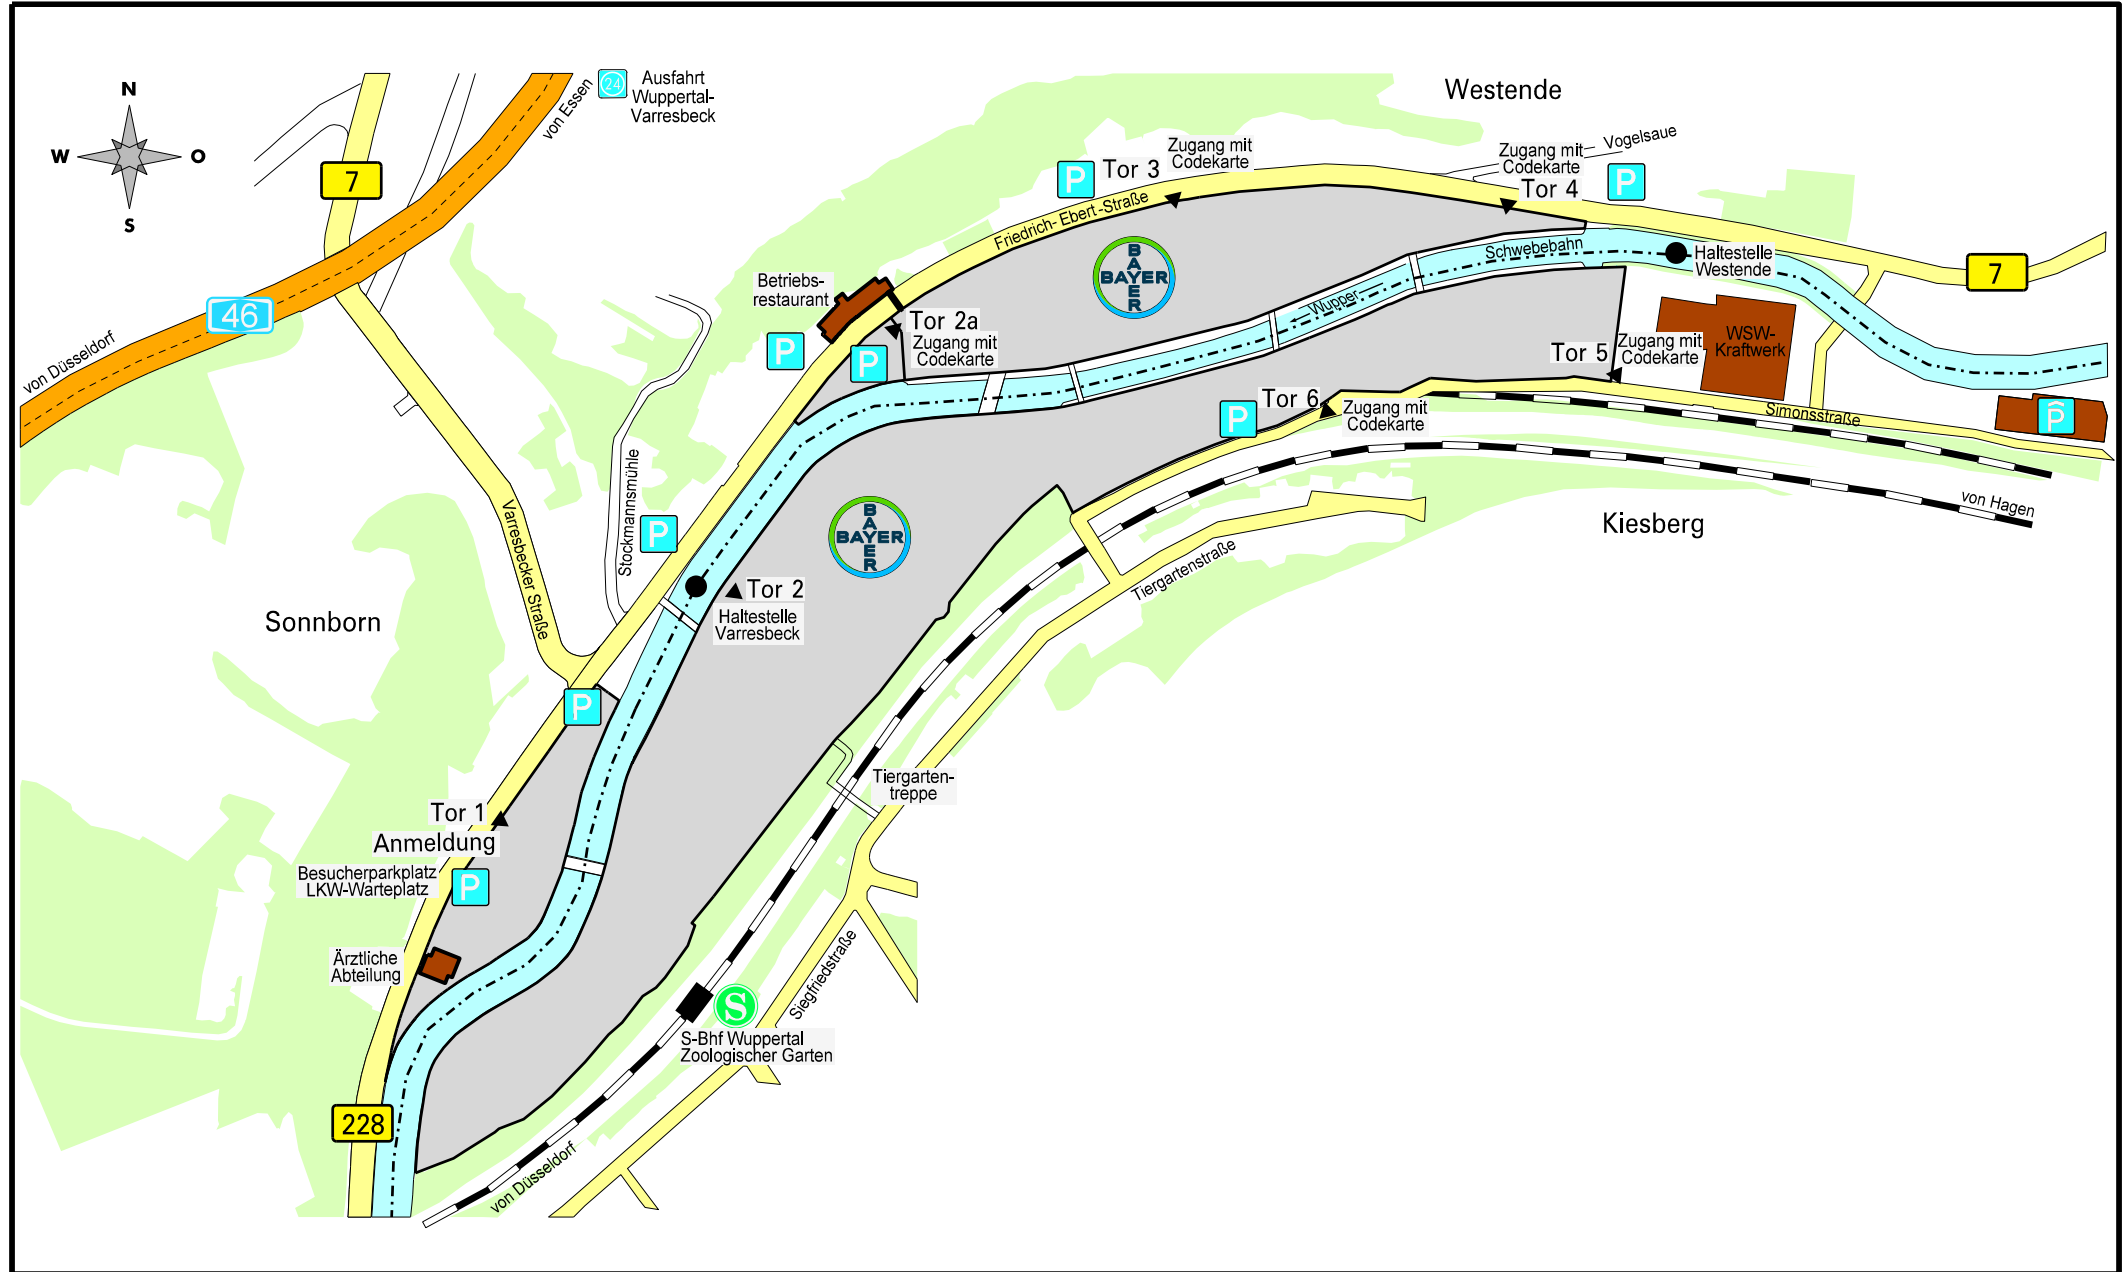 N
W
O
S
7
46
von Düsseldorf
von Essen
24
Ausfahrt
Wuppertal-
Varresbeck
Westende
Vogelsaue
Zugang mit
Codekarte
P
Tor 3
Zugang mit
Codekarte
Tor 4
P
Friedrich-Ebert-Straße
BAYER
BAYER
Schwebebahn
Haltestelle
Westende
7
Betriebs-
restaurant
Wupper
Tor 2a
Zugang mit
Codekarte
P
P
WSW-
Kraftwerk
Tor 5
Zugang mit
Codekarte
Tor 6
P
Zugang mit
Codekarte
Simonsstraße
P
von Hagen
Kiesberg
Varresbecker Straße
Stockmannsmühle
P
BAYER
BAYER
Tiergartenstraße
Tor 2
Haltestelle
Varresbeck
Sonnborn
P
Tor 1
Anmeldung
Tiergarten-
treppe
Besucherparkplatz
LKW-Warteplatz
P
Ärztliche
Abteilung
Siegfriedstraße
S
S-Bhf Wuppertal
Zoologischer Garten
228
von Düsseldorf